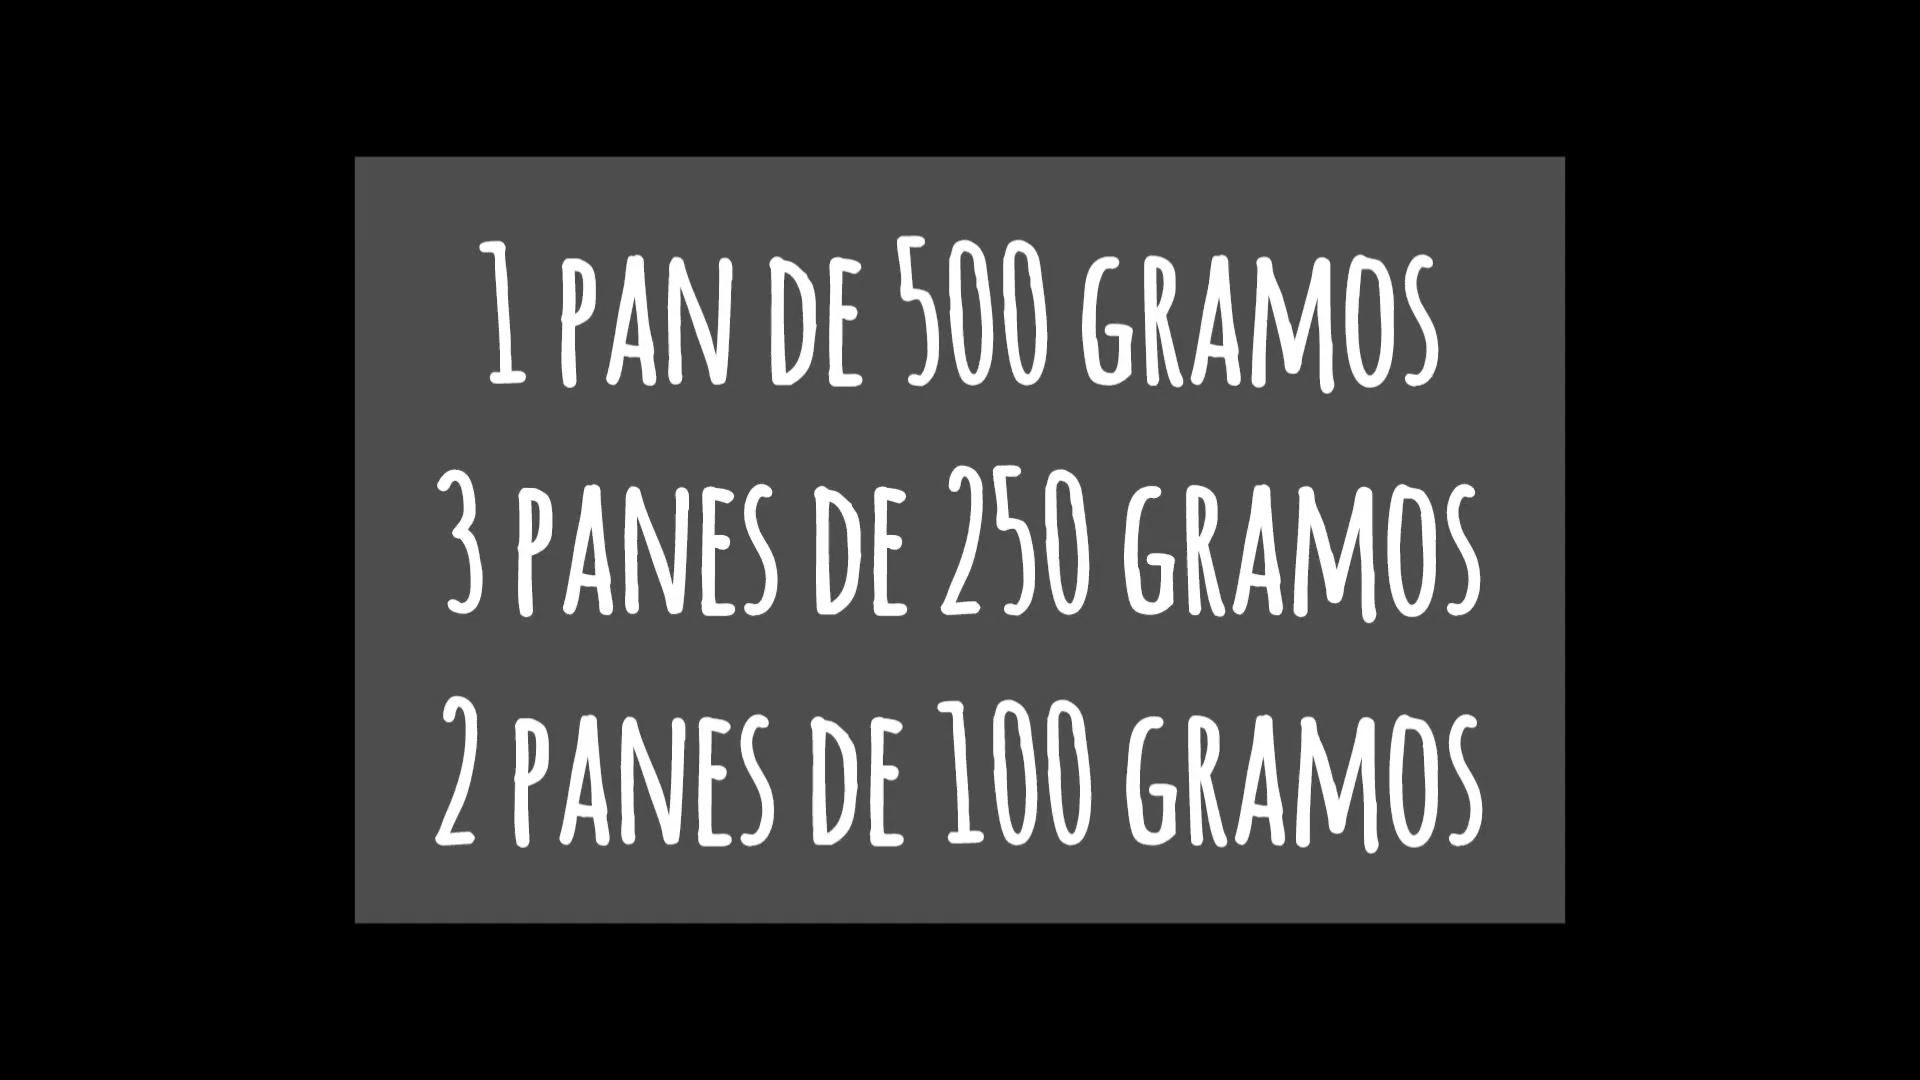 1 PAN DE 500 GRAMOS
3 PANES DE 250 GRAMOS
2 PANES DE 100 GRAMOS